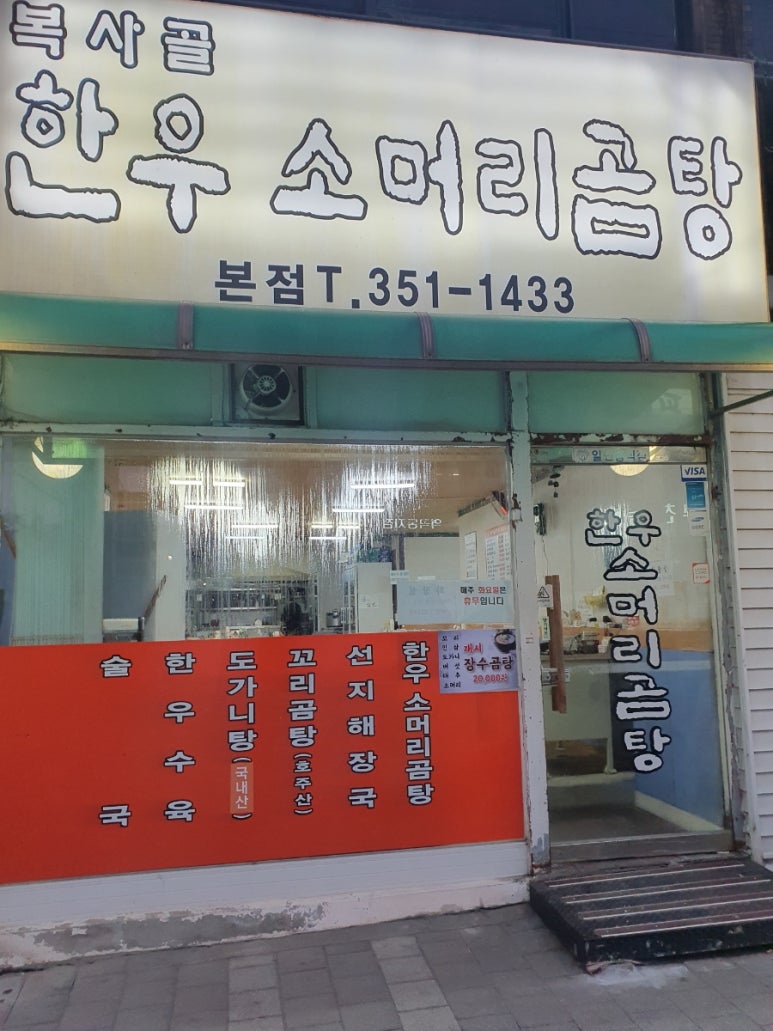 복사골
한우 소머리곰탕
본점 T. 351-1433
VISA
매주 화요일은
휴무입니다
한우소머리곰탕
개시
장수곰탕
20,000원
한우소머리곰탕
선지해장국
꼬리곰탕(호주산)
도가니탕(국내산)
한우수육
술국